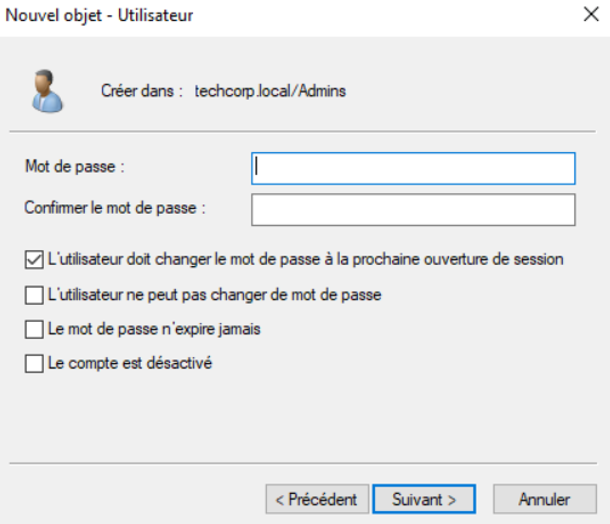 Nouvel objet - Utilisateur
Créer dans : techcorp.local/Admins
Mot de passe :
Confirmer le mot de passe :
L'utilisateur doit changer le mot de passe à la prochaine ouverture de session
L'utilisateur ne peut pas changer de mot de passe
Le mot de passe n'expire jamais
Le compte est désactivé
< Précédent Suivant > Annuler